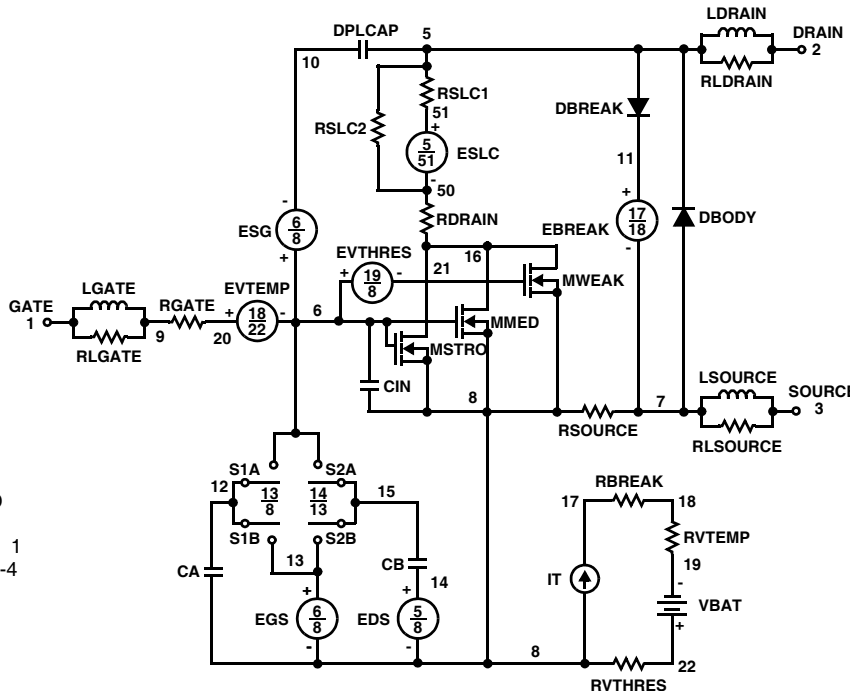 LDRAIN
DPLCAP 5 DRAIN
10 2
RLDRAIN
RSLC1
51
RSLC2
+
5
51
ESLC
-
50
DBREAK
11
+
17
18
EBREAK
-
DBODY
-
6
8
ESG
+
RDRAIN
EVTHRES
+ 19
8 -
21
16
MWEAK
LGATE
GATE
1
RLGATE
9
RGATE
20
EVTEMP
+ 18
22 -
6
MMED
MSTRO
CIN
8
RSOURCE
7
LSOURCE
SOURCE
3
RLSOURCE
S1A
S2A
12
13
8
14
13
15
S1B
S2B
13
CA
CB
14
+
6
8
EGS
-
+
5
8
EDS
-
RBREAK
17 18
RVTEMP
19
IT
-
VBAT
+
8
22
RVTHRES
1
-4